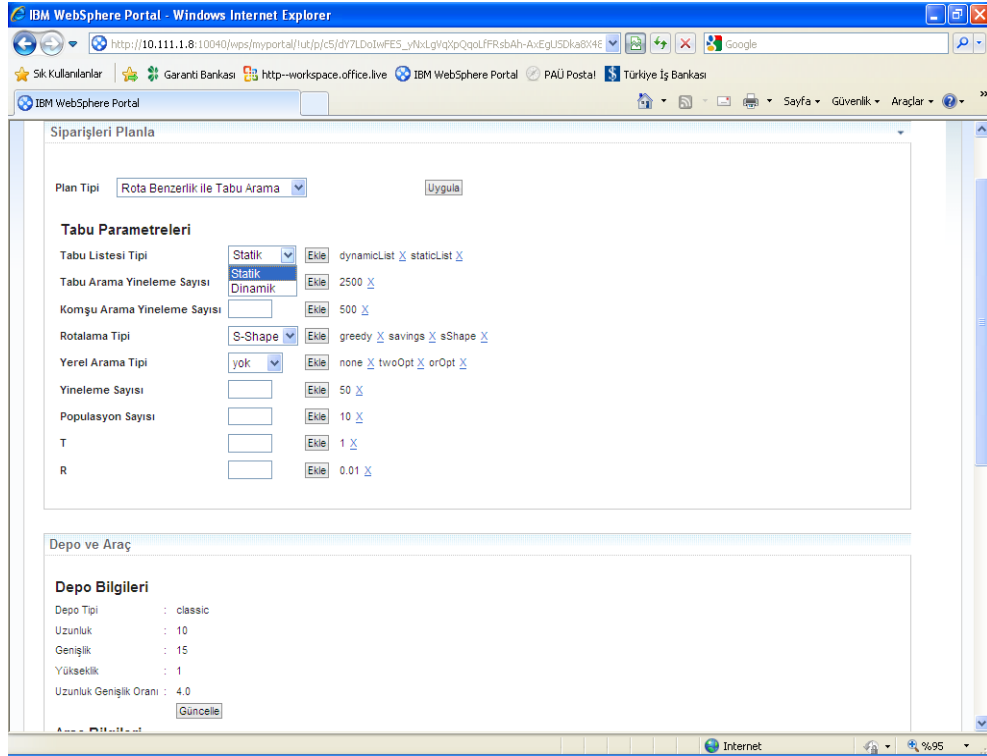 IBM WebSphere Portal - Windows Internet Explorer
http://10.111.1.8:10040/wps/myportal/!ut/p/c5/
Google
Sık Kullanılanlar Garanti Bankası http--workspace.office.live IBM WebSphere Portal PAÜ Posta! Türkiye İş Bankası
IBM WebSphere Portal Sayfa Güvenlik Araçlar »
Siparişleri Planla
Plan Tipi Rota Benzerlik ile Tabu Arama Uygula
Tabu Parametreleri
Tabu Listesi Tipi Statik Ekle dynamicList X staticList X
Statik
Dinamik
Tabu Arama Yineleme Sayısı Ekle 2500 X
Komşu Arama Yineleme Sayısı Ekle 500 X
Rotalama Tipi S-Shape Ekle greedy X savings X sShape X
Yerel Arama Tipi yok Ekle none X twoOpt X orOpt X
Yineleme Sayısı Ekle 50 X
Populasyon Sayısı Ekle 10 X
T Ekle 1 X
R Ekle 0.01 X
Depo ve Araç
Depo Bilgileri
Depo Tipi : classic
Uzunluk : 10
Genişlik : 15
Yükseklik : 1
Uzunluk Genişlik Oranı : 4.0
Güncelle
Internet %95